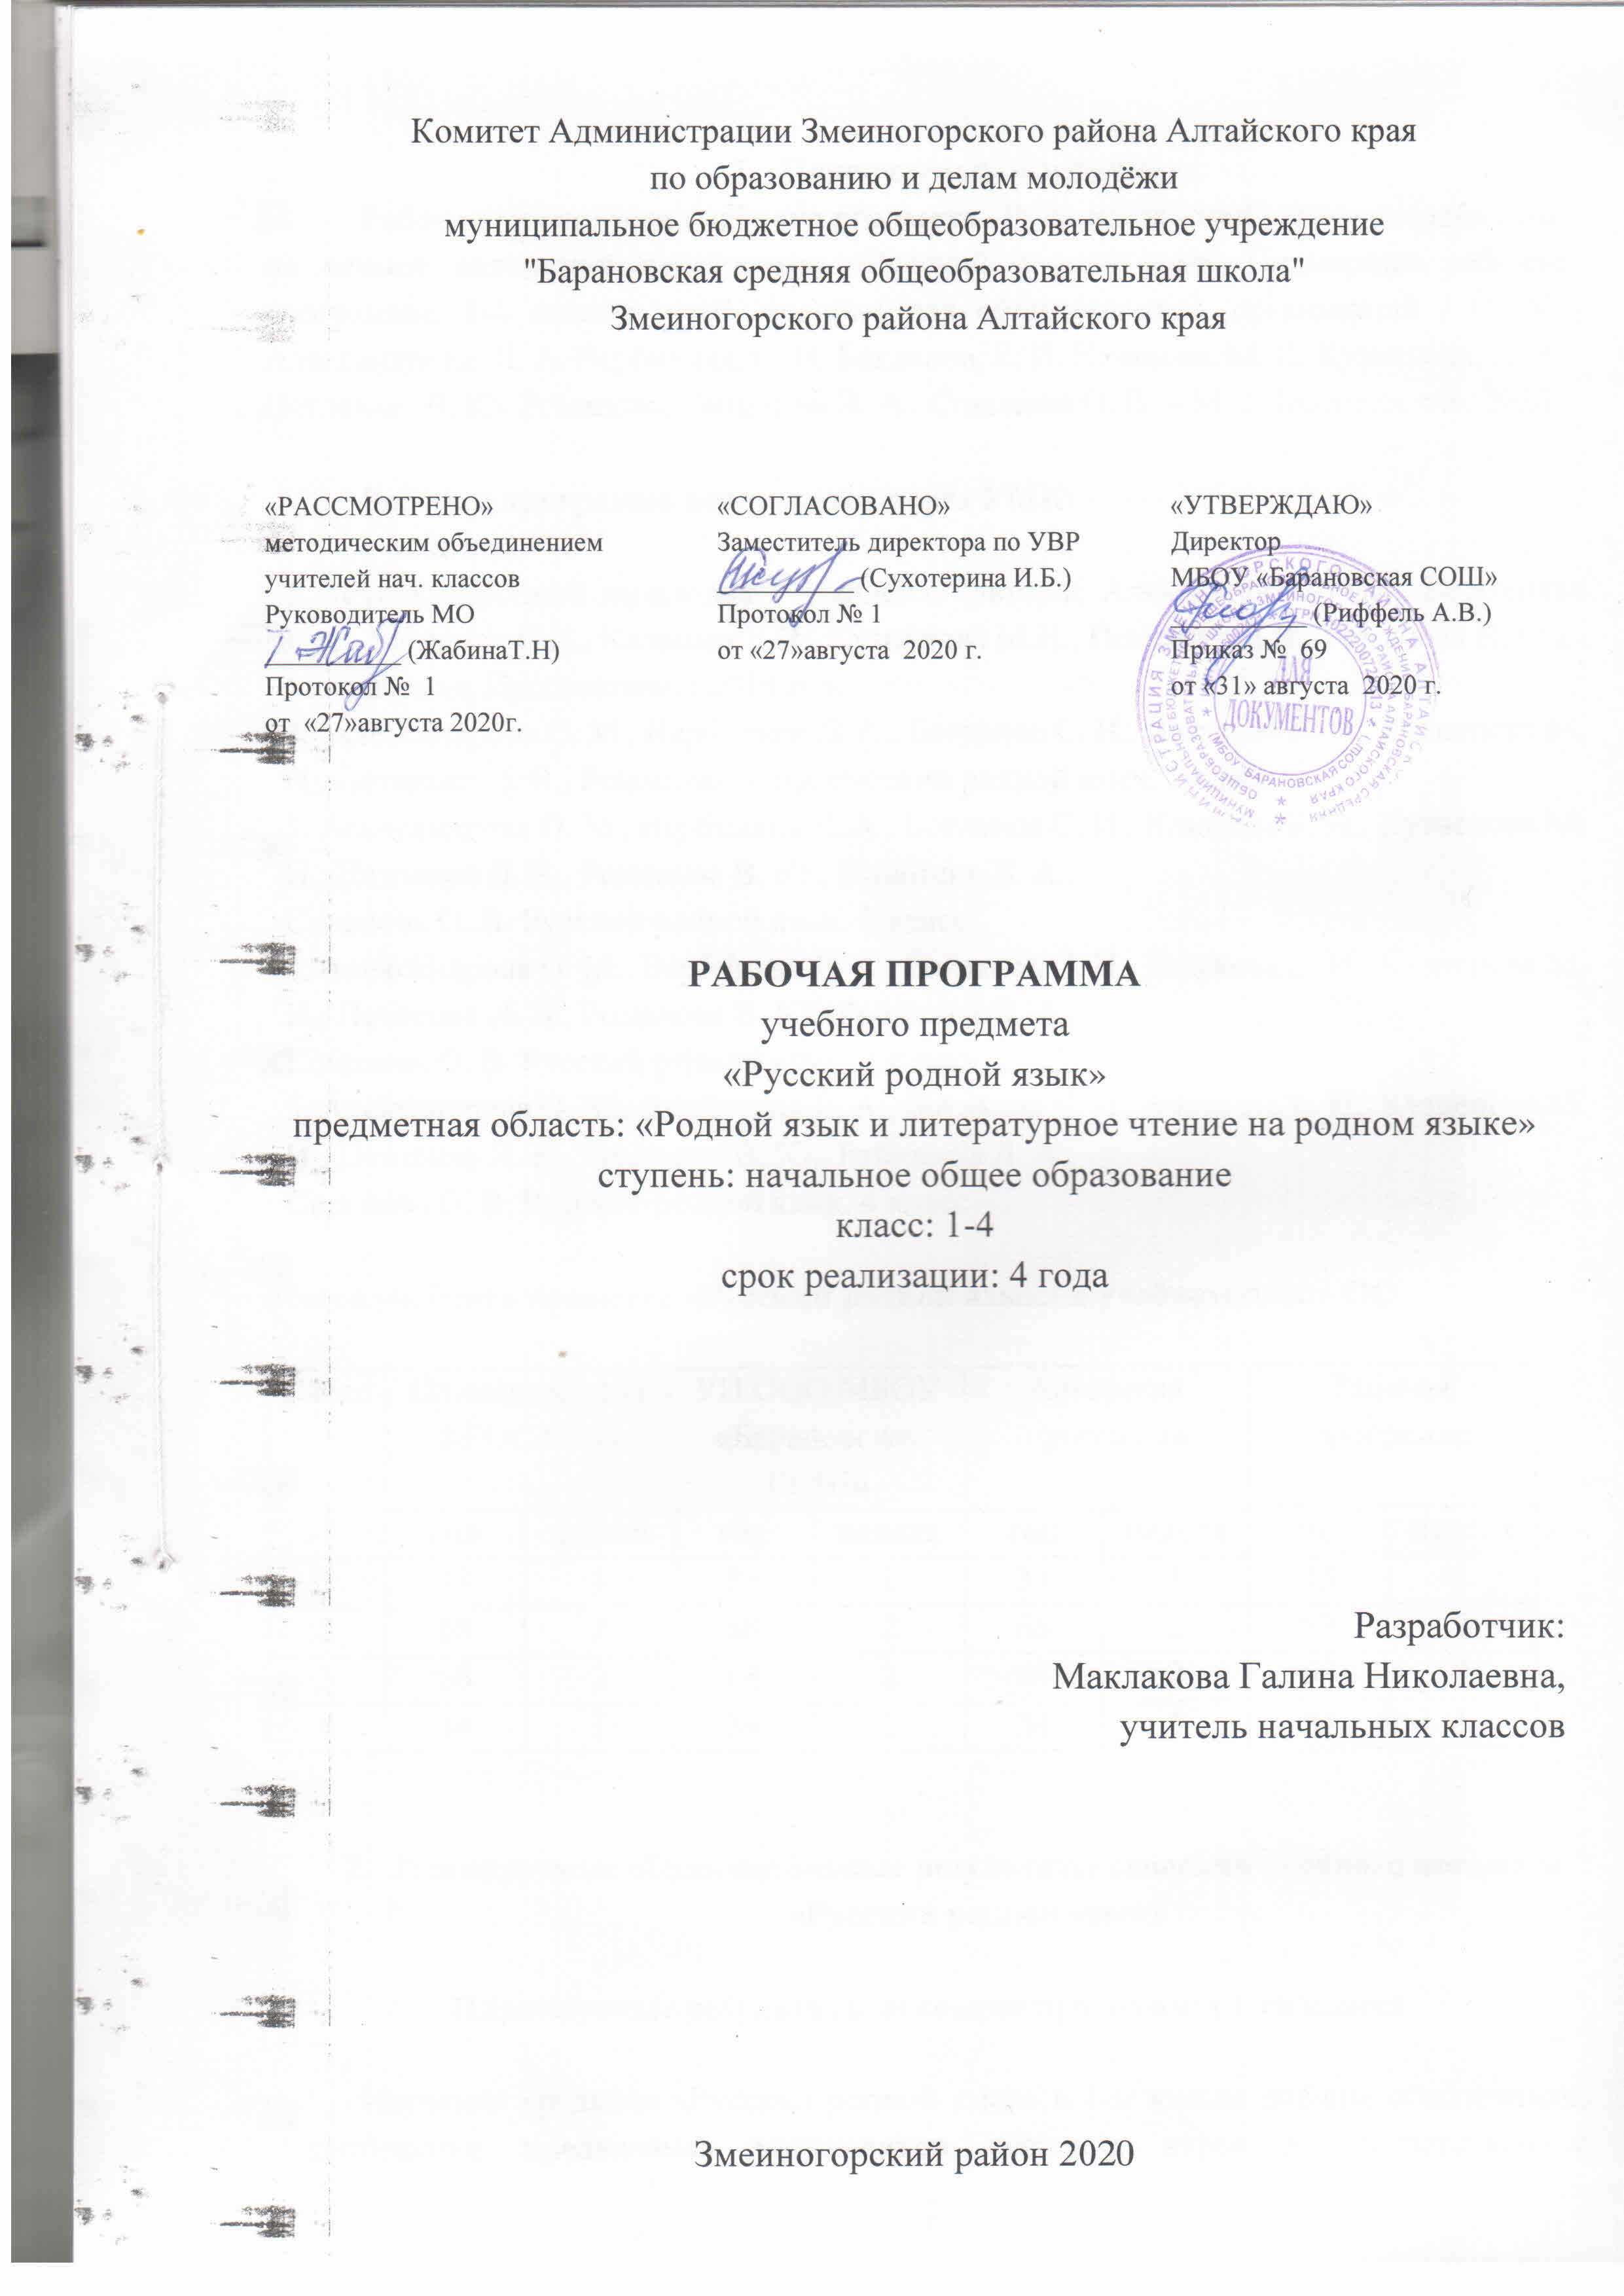 Комитет Администрации Змеиногорского района Алтайского края
по образованию и делам молодёжи
муниципальное бюджетное общеобразовательное учреждение
"Барановская средняя общеобразовательная школа"
Змеиногорского района Алтайского края
«РАССМОТРЕНО»
методическим объединением
учителей нач. классов
Руководитель МО
(ЖабинаТ.Н)
Протокол № 1
от «27»августа 2020г.
«СОГЛАСОВАНО»
Заместитель директора по УВР
(Сухотерина И.Б.)
Протокол № 1
от «27»августа 2020 г.
«УТВЕРЖДАЮ»
Директор
МБОУ «Барановская СОШ»
(Риффель А.В.)
Приказ № 69
от «31» августа 2020 г.
ДЛЯ
ДОКУМЕНТОВ
(МБОУ БАРАНОВСКАЯ СОШ)
РАБОЧАЯ ПРОГРАММА
учебного предмета
«Русский родной язык»
предметная область: «Родной язык и литературное чтение на родном языке»
ступень: начальное общее образование
класс: 1-4
срок реализации: 4 года
Разработчик:
Маклакова Галина Николаевна,
учитель начальных классов
Змеиногорский район 2020